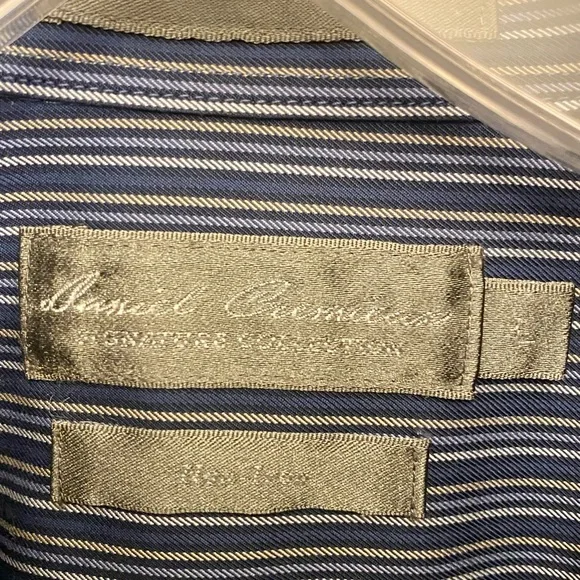 Daniel Cremieux
SIGNATURE COLLECTION
L